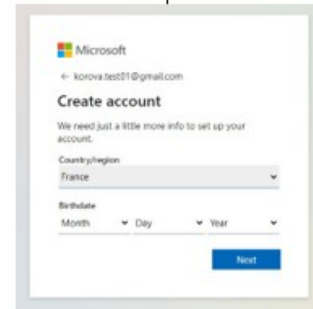 Microsoft
← korova.test01@gmail.com
Create account
We need just a little more info to set up your
account.
Country/region
France
Birthdate
Month Day Year
Next